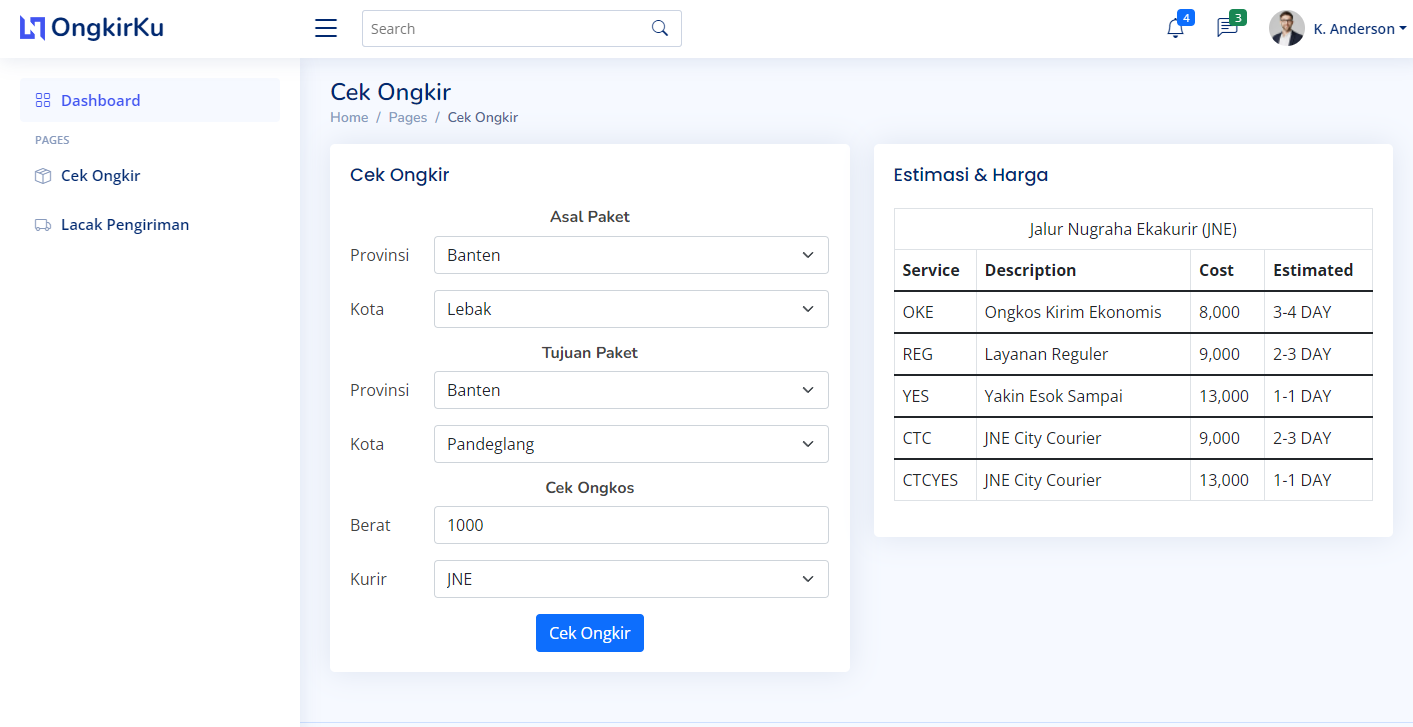 OngkirKu
Search
4
3
K. Anderson
Dashboard
PAGES
Cek Ongkir
Lacak Pengiriman
Cek Ongkir
Home / Pages / Cek Ongkir
Cek Ongkir
Asal Paket
Provinsi Banten
Kota Lebak
Tujuan Paket
Provinsi Banten
Kota Pandeglang
Cek Ongkos
Berat 1000
Kurir JNE
Cek Ongkir
Estimasi & Harga
Jalur Nugraha Ekakurir (JNE)
Service Description Cost Estimated
OKE Ongkos Kirim Ekonomis 8,000 3-4 DAY
REG Layanan Reguler 9,000 2-3 DAY
YES Yakin Esok Sampai 13,000 1-1 DAY
CTC JNE City Courier 9,000 2-3 DAY
CTCYES JNE City Courier 13,000 1-1 DAY